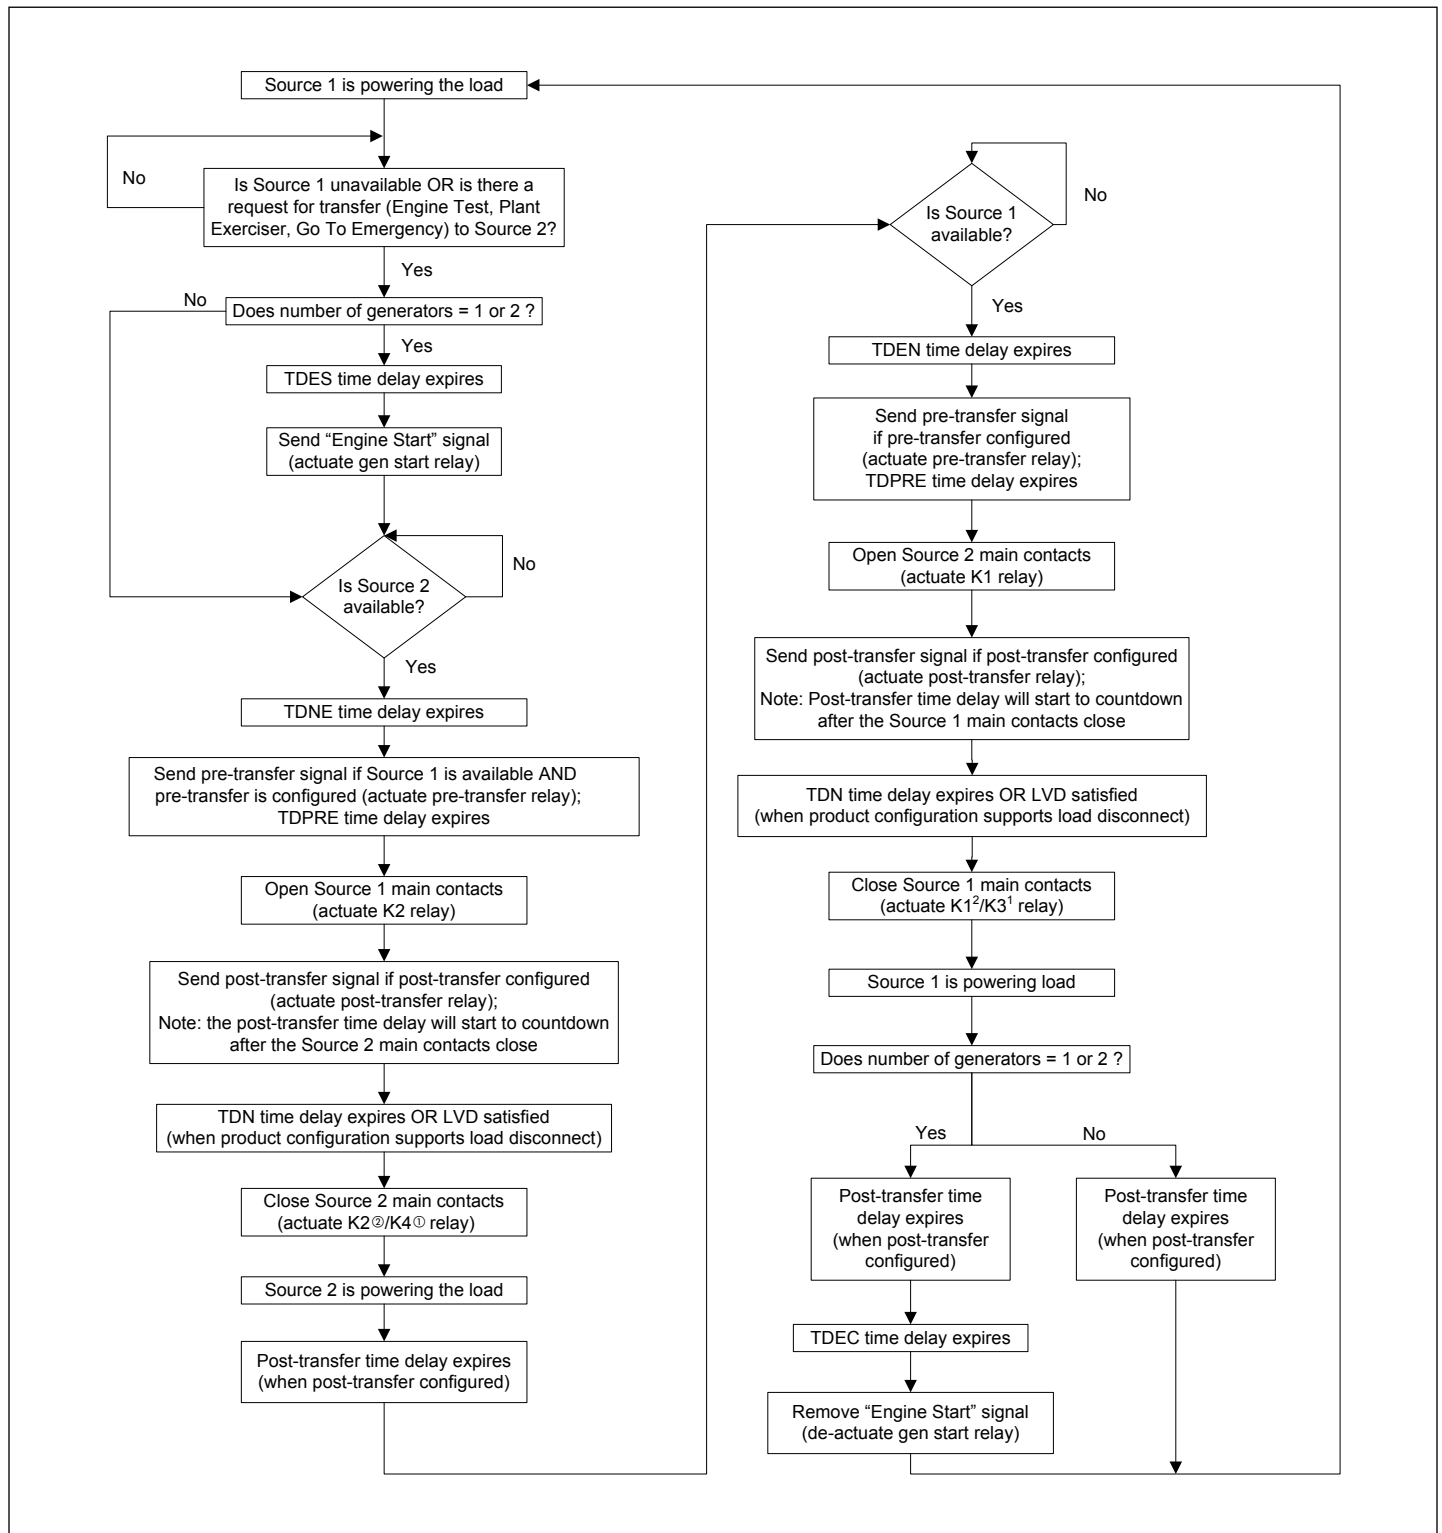 Source 1 is powering the load
No
Is Source 1 unavailable OR is there a
request for transfer (Engine Test, Plant
Exerciser, Go To Emergency) to Source 2?
Yes
No
Does number of generators = 1 or 2 ?
Yes
TDES time delay expires
Send “Engine Start” signal
(actuate gen start relay)
No
Is Source 2
available?
Yes
TDNE time delay expires
Send pre-transfer signal if Source 1 is available AND
pre-transfer is configured (actuate pre-transfer relay);
TDPRE time delay expires
Open Source 1 main contacts
(actuate K2 relay)
Send post-transfer signal if post-transfer configured
(actuate post-transfer relay);
Note: the post-transfer time delay will start to countdown
after the Source 2 main contacts close
TDN time delay expires OR LVD satisfied
(when product configuration supports load disconnect)
Close Source 2 main contacts
(actuate K2②/K4① relay)
Source 2 is powering the load
Post-transfer time delay expires
(when post-transfer configured)
No
Is Source 1
available?
Yes
TDEN time delay expires
Send pre-transfer signal
if pre-transfer configured
(actuate pre-transfer relay);
TDPRE time delay expires
Open Source 2 main contacts
(actuate K1 relay)
Send post-transfer signal if post-transfer configured
(actuate post-transfer relay);
Note: Post-transfer time delay will start to countdown
after the Source 1 main contacts close
TDN time delay expires OR LVD satisfied
(when product configuration supports load disconnect)
Close Source 1 main contacts
(actuate K1²/K3¹ relay)
Source 1 is powering load
Does number of generators = 1 or 2 ?
Yes
No
Post-transfer time
delay expires
(when post-transfer
configured)
Post-transfer time
delay expires
(when post-transfer
configured)
TDEC time delay expires
Remove “Engine Start” signal
(de-actuate gen start relay)